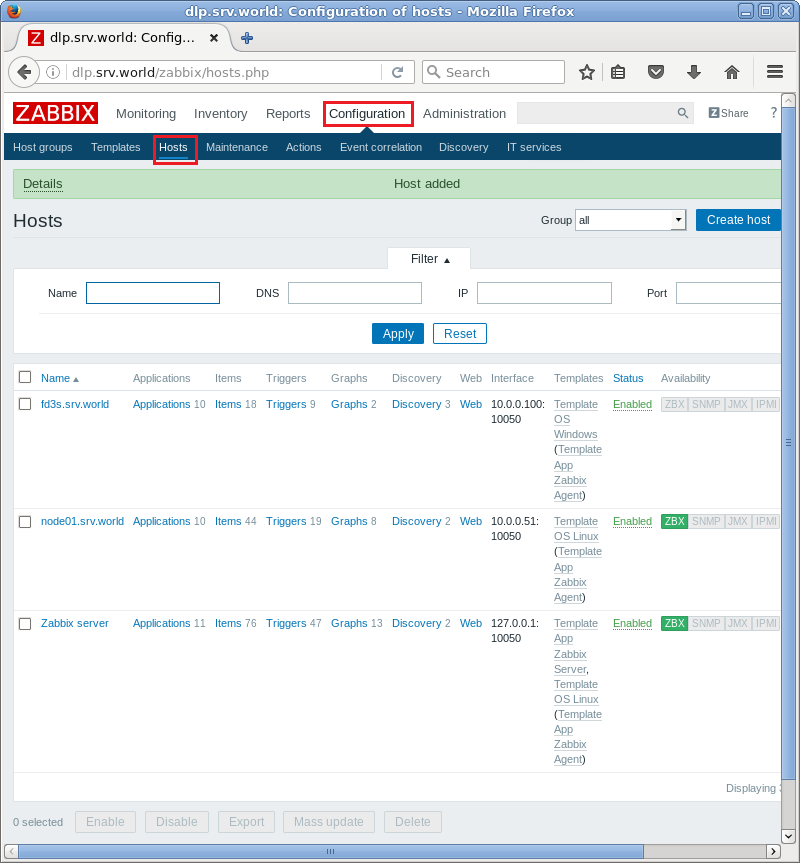 dlp.srv.world: Configuration of hosts - Mozilla Firefox
Z dlp.srv.world: Config...
dlp.srv.world/zabbix/hosts.php
Search
ZABBIX Monitoring Inventory Reports Configuration Administration Z Share ?
Host groups Templates Hosts Maintenance Actions Event correlation Discovery IT services
Details Host added
Hosts Group all Create host
Filter
Name DNS IP Port
Apply Reset
Name Applications Items Triggers Graphs Discovery Web Interface Templates Status Availability
fd3s.srv.world Applications 10 Items 18 Triggers 9 Graphs 2 Discovery 3 Web 10.0.0.100: Template Enabled ZBX SNMP JMX IPMI
10050 OS
Windows
(Template
App
Zabbix
Agent)
node01.srv.world Applications 10 Items 44 Triggers 19 Graphs 8 Discovery 2 Web 10.0.0.51: Template Enabled ZBX SNMP JMX IPMI
10050 OS Linux
(Template
App
Zabbix
Agent)
Zabbix server Applications 11 Items 76 Triggers 47 Graphs 13 Discovery 2 Web 127.0.0.1: Template Enabled ZBX SNMP JMX IPMI
10050 App
Zabbix
Server,
Template
OS Linux
(Template
App
Zabbix
Agent)
Displaying
0 selected Enable Disable Export Mass update Delete